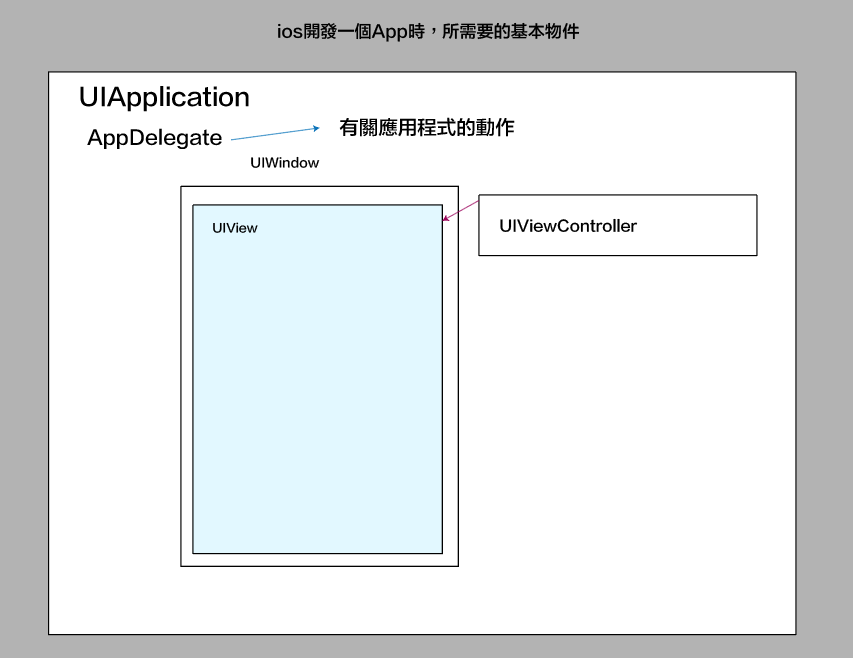 ios開發一個App時，所需要的基本物件
UIApplication
AppDelegate
有關應用程式的動作
UIWindow
UIView
UIViewController